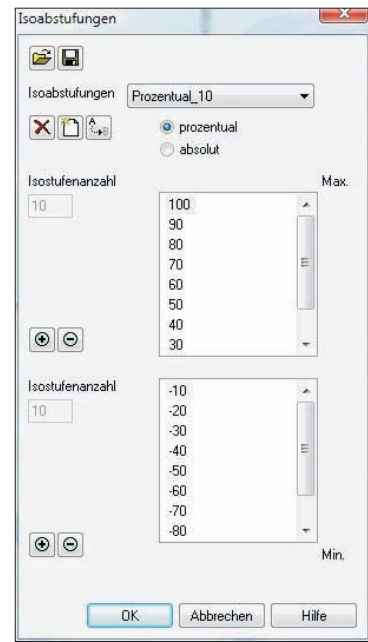 Isoabstufungen
Isoabstufungen Prozentual_10
A B prozentual
absolut
Isostufenanzahl Max.
10
100
90
80
70
60
50
40
30
Isostufenanzahl
10
-10
-20
-30
-40
-50
-60
-70
-80
Min.
OK Abbrechen Hilfe